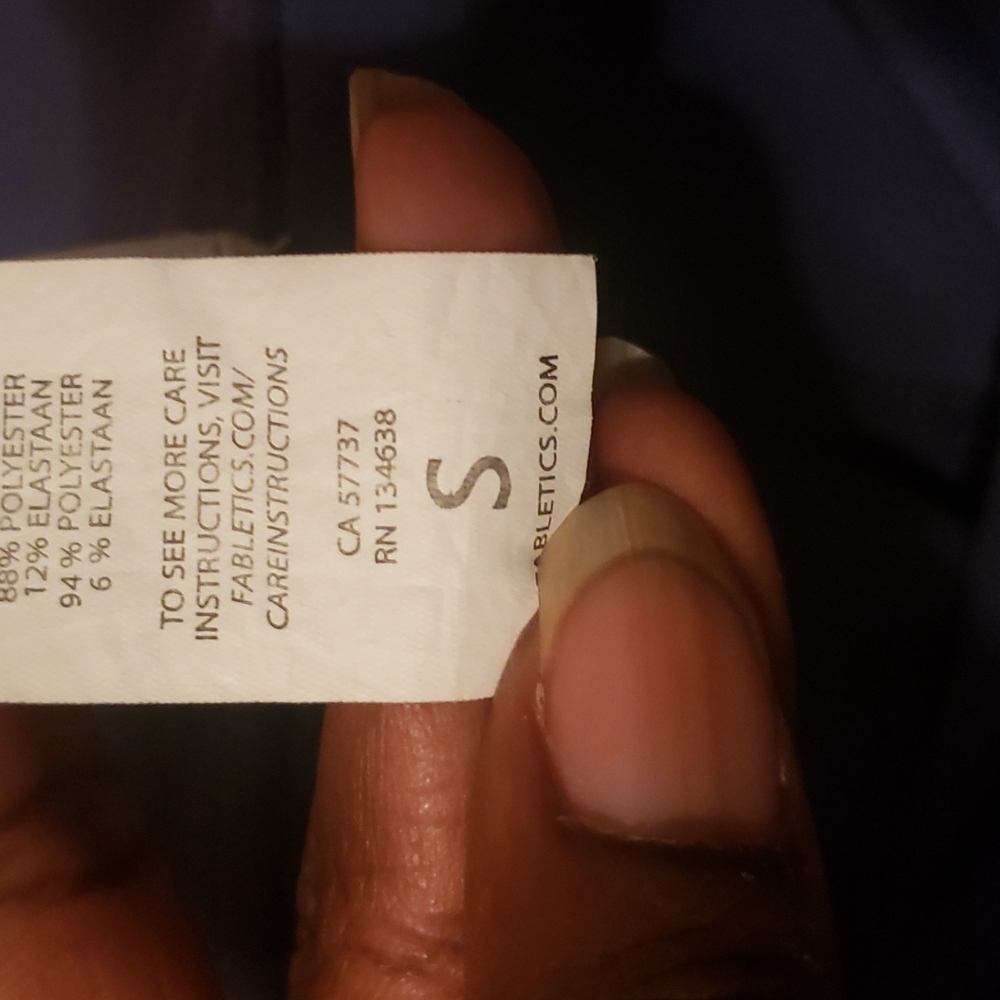 88% POLYESTER
12% ELASTAAN
94 % POLYESTER
6 % ELASTAAN
TO SEE MORE CARE
INSTRUCTIONS, VISIT
FABLETICS.COM/
CAREINSTRUCTIONS
CA 57737
RN 134638
S
FABLETICS.COM